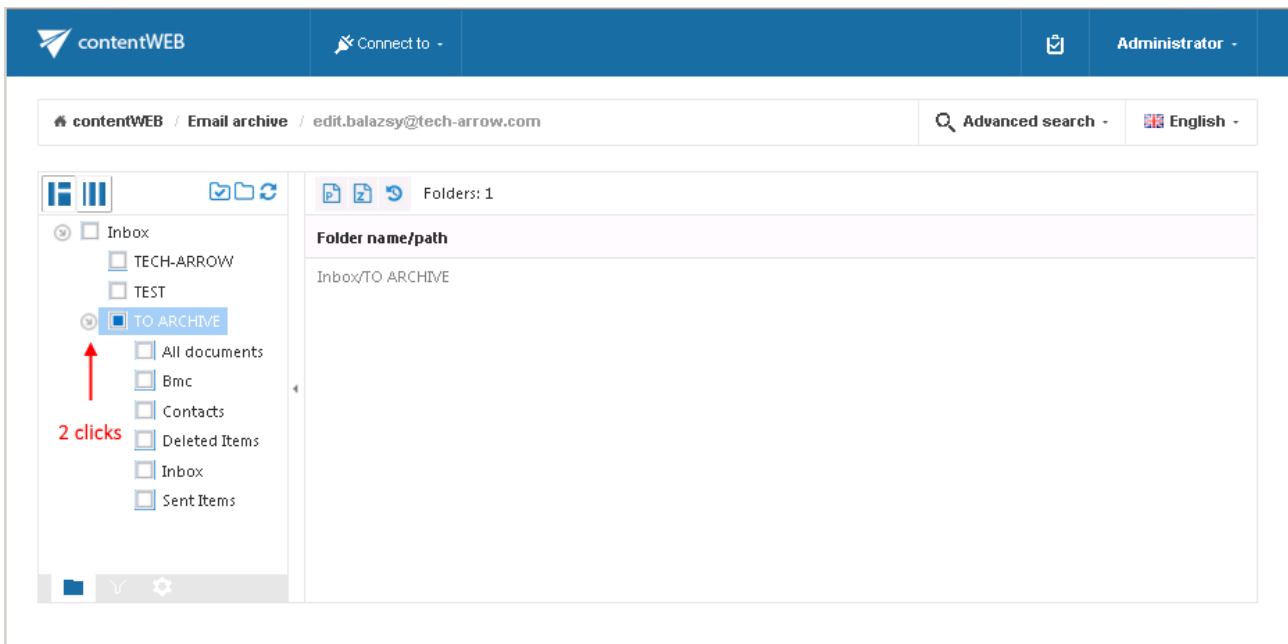 contentWEB Connect to Administrator
contentWEB / Email archive / edit.balazsy@tech-arrow.com Advanced search English
Folders: 1
Inbox
Folder name/path
TECH-ARROW
Inbox/TO ARCHIVE
TEST
TO ARCHIVE
All documents
Bmc
Contacts
2 clicks
Deleted Items
Inbox
Sent Items